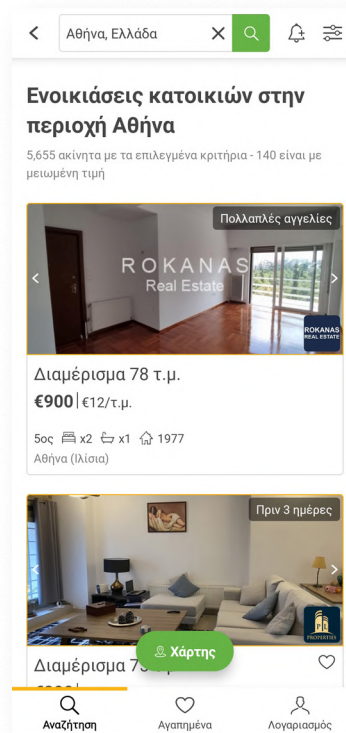 Αθήνα, Ελλάδα
Ενοικιάσεις κατοικιών στην
περιοχή Αθήνα
5,655 ακίνητα με τα επιλεγμένα κριτήρια - 140 είναι με
μειωμένη τιμή
Πολλαπλές αγγελίες
ROKANAS
Real Estate
ROKANAS
REAL ESTATE
Διαμέρισμα 78 τ.μ.
€900 €12/τ.μ.
5ος x2 x1 1977
Αθήνα (Ιλίσια)
Πριν 3 ημέρες
PROPERTIES
Χάρτης
Διαμέρισμα
Αναζήτηση Αγαπημένα Λογαριασμός